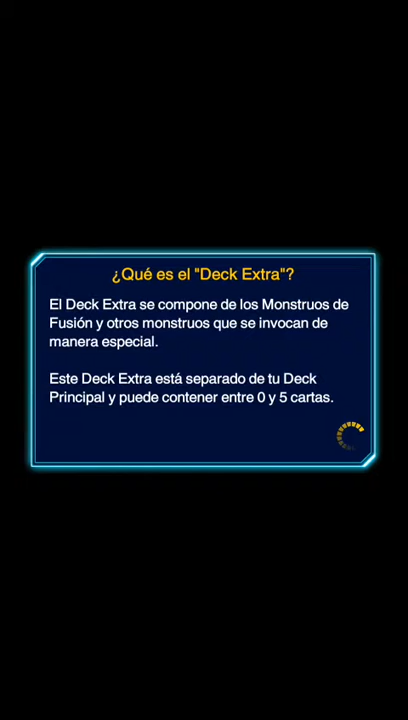 ¿Qué es el "Deck Extra"?
El Deck Extra se compone de los Monstruos de
Fusión y otros monstruos que se invocan de
manera especial.
Este Deck Extra está separado de tu Deck
Principal y puede contener entre 0 y 5 cartas.